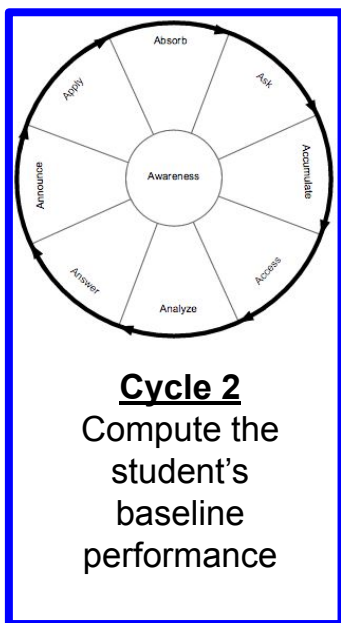 Absorb
Ask
Accumulate
Access
Analyze
Answer
Announce
Apply
Awareness
Cycle 2
Compute the
student’s
baseline
performance